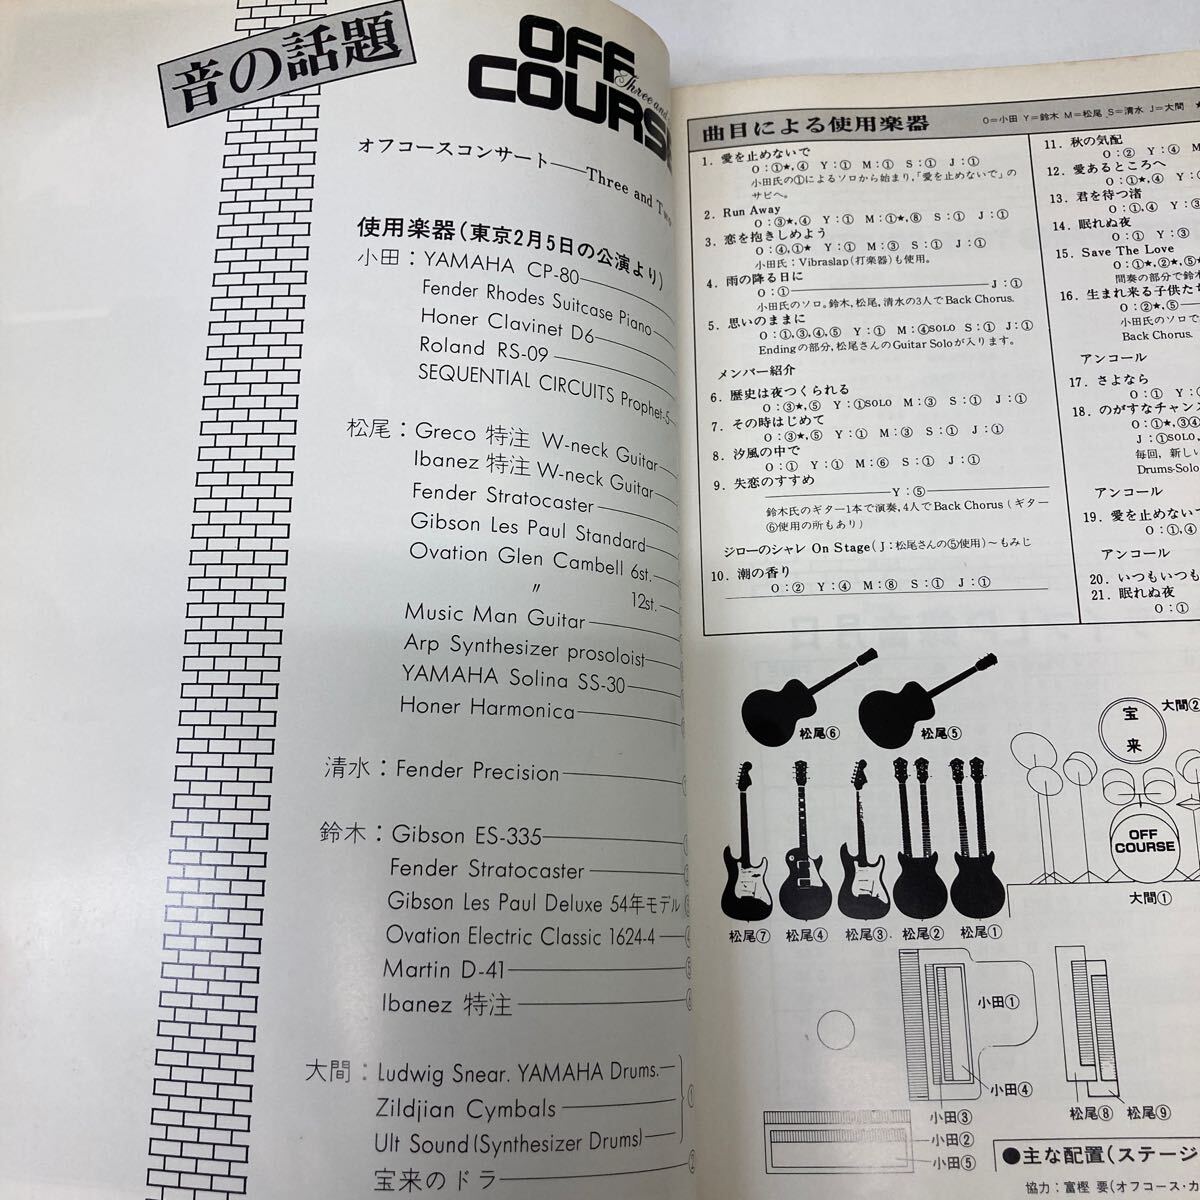 音の話題
OFF
COURSE
Three and
オフコースコンサート——Three and Two
使用楽器(東京2月5日の公演より)
小田：YAMAHA CP-80
Fender Rhodes Suitcase Piano
Honer Clavinet D6
Roland RS-09
SEQUENTIAL CIRCUITS Prophet-5
松尾：Greco 特注 W-neck Guitar
Ibanez 特注 W-neck Guitar
Fender Stratocaster
Gibson Les Paul Standard
Ovation Glen Cambell 6st.
〃 12st.
Music Man Guitar
Arp Synthesizer prosoloist
YAMAHA Solina SS-30
Honer Harmonica
清水：Fender Precision
鈴木：Gibson ES-335
Fender Stratocaster
Gibson Les Paul Deluxe 54年モデル③
Ovation Electric Classic 1624-4④
Martin D-41⑤
Ibanez 特注⑥
大間：Ludwig Snear. YAMAHA Drums.
Zildjian Cymbals
Ult Sound(Synthesizer Drums)
①
宝来のドラ②
曲目による使用楽器
O=小田 Y=鈴木 M=松尾 S=清水 J=大間 ★
1. 愛を止めないで
O：①★,④ Y：① M：① S：① J：①
小田氏の①によるソロから始まり,「愛を止めないで」の
サビへ。
2. Run Away
O：③★,④ Y：① M：①★,⑧ S：① J：①
3. 恋を抱きしめよう
O：④,①★ Y：① M：③ S：① J：①
小田氏：Vibraslap(打楽器)も使用。
4. 雨の降る日に
O：①——J：①
小田氏のソロ。鈴木,松尾,清水の3人でBack Chorus.
5. 思いのままに
O：①,③,④,⑤ Y：① M：④SOLO S：① J：①
Endingの部分,松尾さんのGuitar Soloが入ります。
メンバー紹介
6. 歴史は夜つくられる
O：③★,⑤ Y：①SOLO M：③ S：① J：①
7. その時はじめて
O：③★,⑤ Y：① M：③ S：① J：①
8. 汐風の中で
O：① Y：① M：⑥ S：① J：①
9. 失恋のすすめ
Y：⑤
鈴木氏のギター1本で演奏,4人でBack Chorus (ギター
⑥使用の所もあり)
ジローのシャレ On Stage(J：松尾さんの⑤使用)～もみじ
10. 潮の香り
O：② Y：④ M：⑧ S：① J：①
11. 秋の気配
O：② Y：④ M
12. 愛あるところへ
O：①★,④ Y：①
13. 君を待つ渚
O：①,④ Y：③
14. 眠れぬ夜
O：① Y：③
15. Save The Love
O：①★,②★,⑤★
間奏の部分で鈴木
16. 生まれ来る子供たち
O：②★,⑤
小田氏のソロで
Back Chorus.
アンコール
17. さよなら
O：① Y：①
18. のがすなチャンス
O：①★,③④
J：①SOLO,
毎回, 新しい
Drums-Solo
アンコール
19. 愛を止めないで
O：①,④
アンコール
20. いつもいつも
21. 眠れぬ夜
O：①
松尾⑥
松尾⑤
宝来
大間②
OFF
COURSE
大間①
松尾⑦
松尾④
松尾③
松尾②
松尾①
小田①
小田④
小田③
小田②
小田⑤
松尾⑧
松尾⑨
●主な配置(ステージ
協力：富樫 要(オフコース・カ